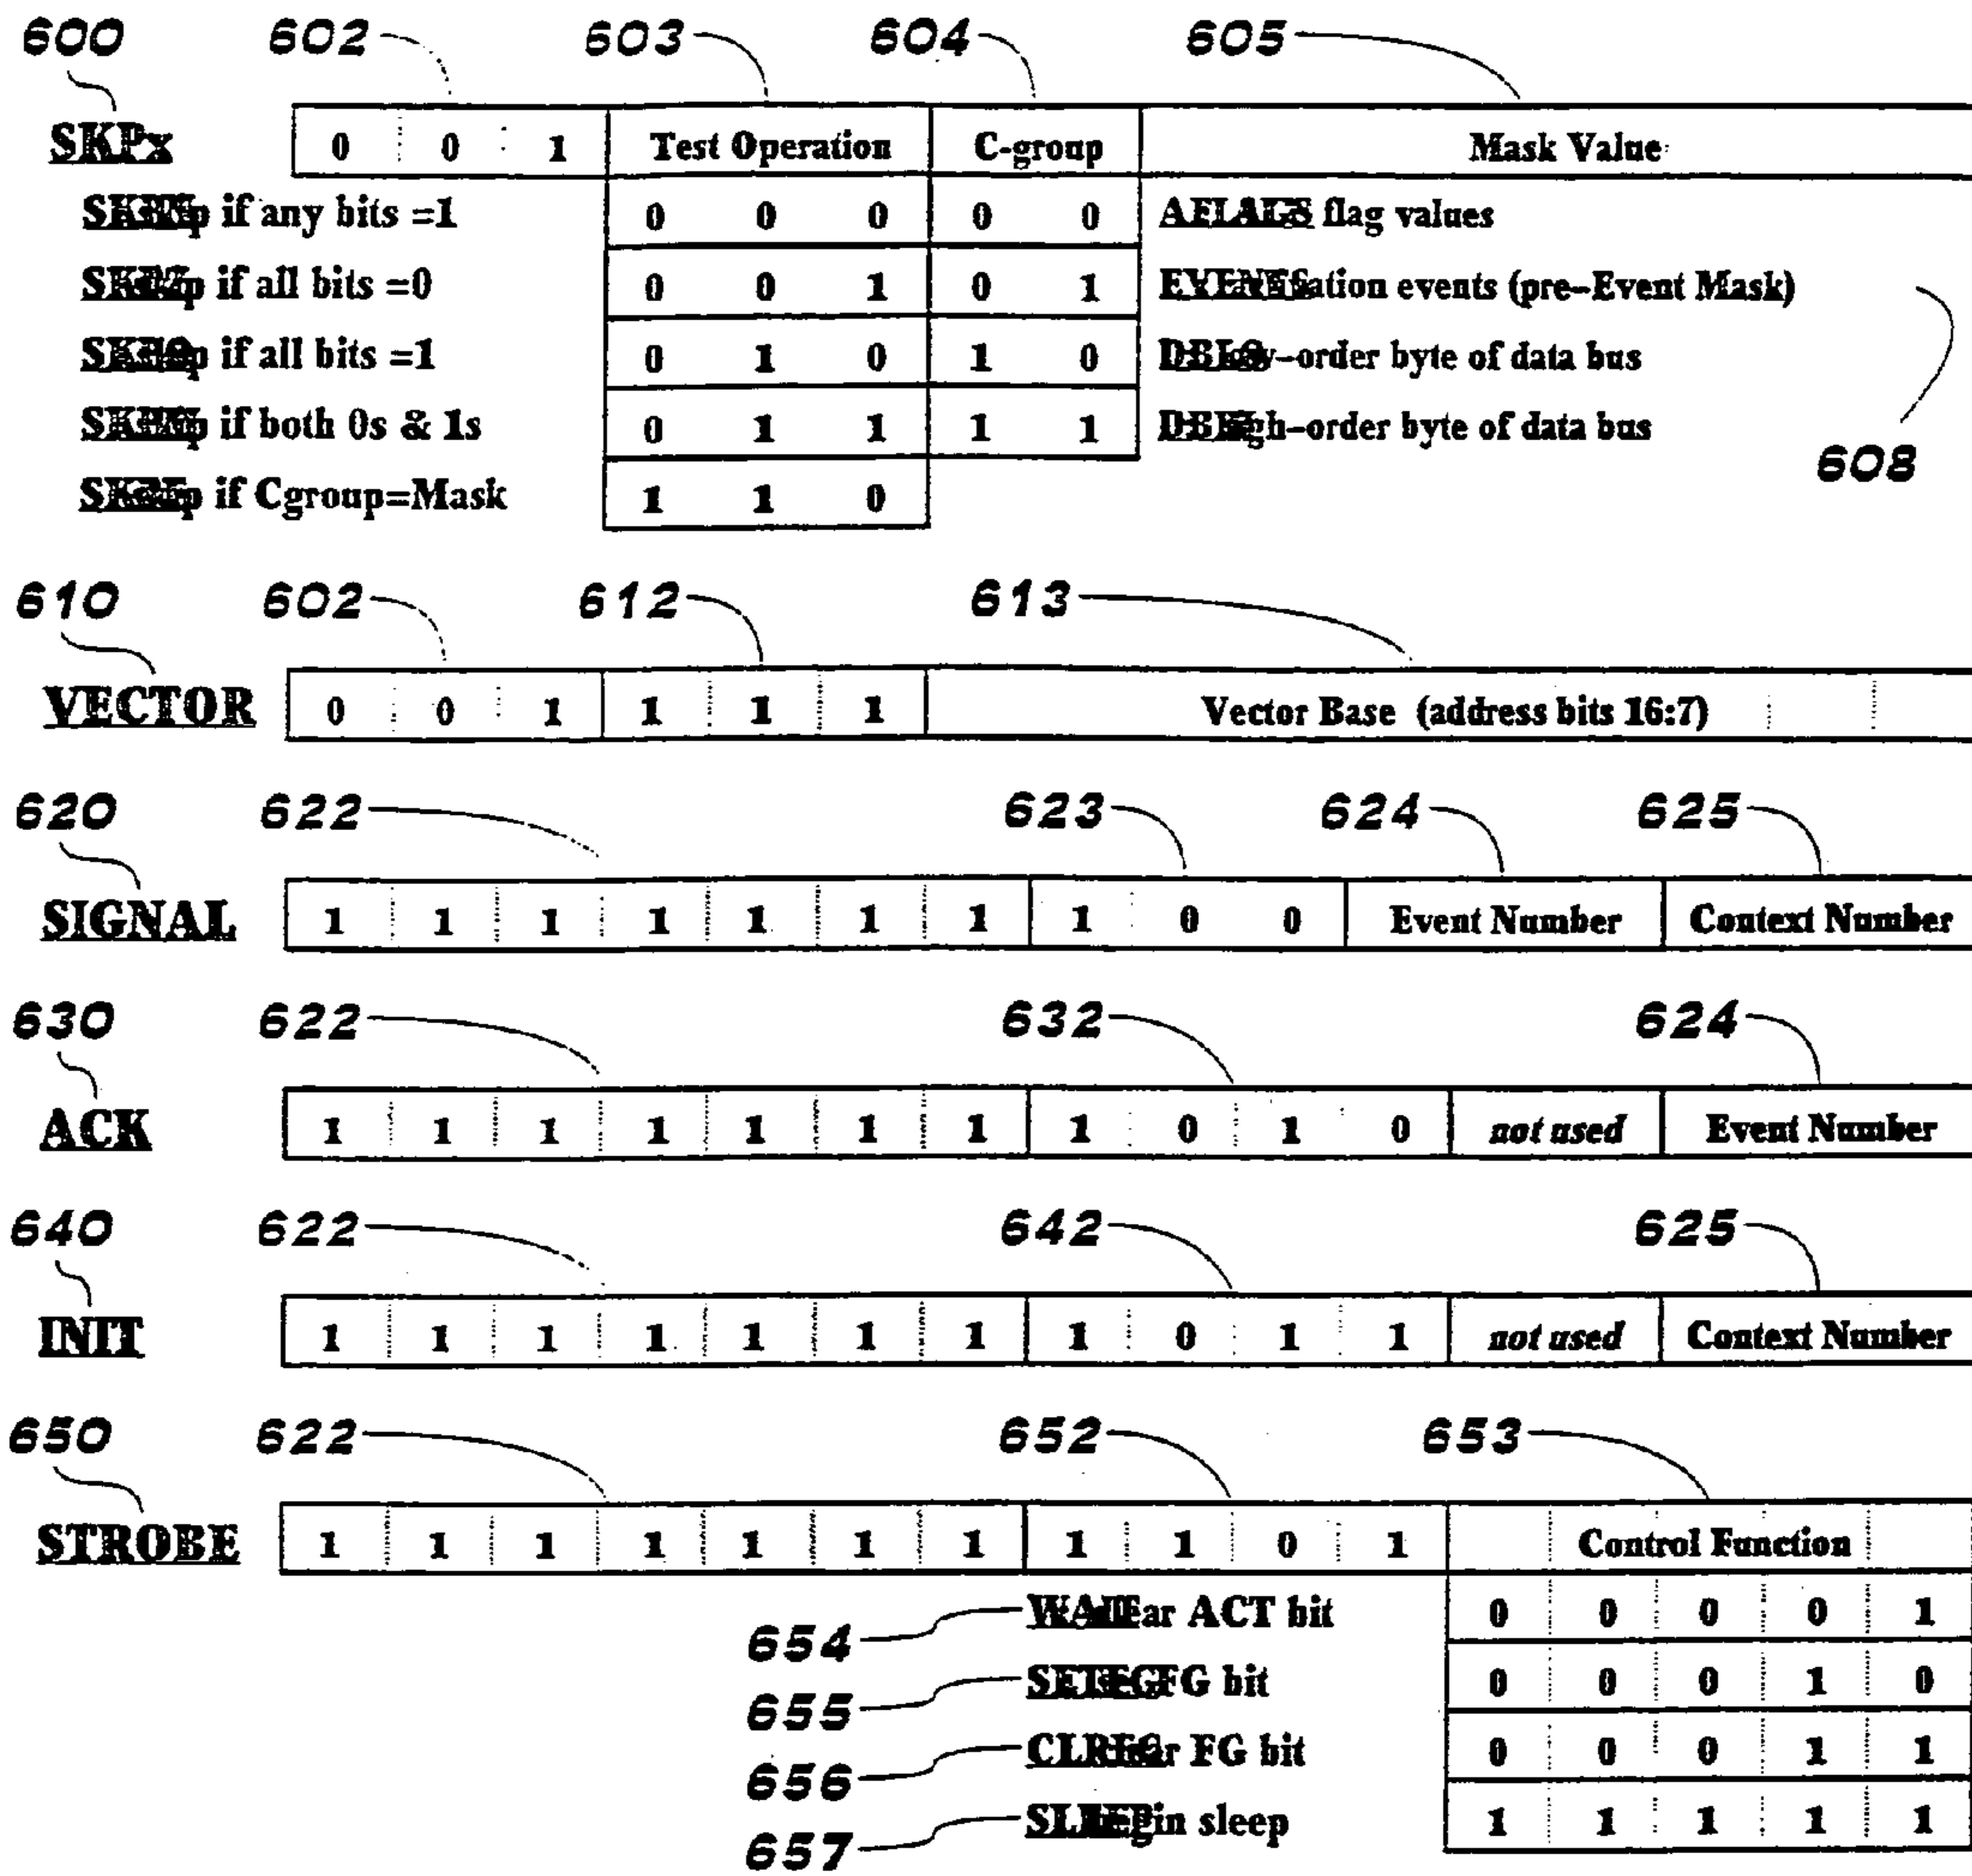 600 602 603 604 605
SKPx 0 0 1 Test Operation C-group Mask Value
if any bits =1 0 0 0 0 0 AFLAGS flag values
if all bits =0 0 0 1 0 1 events (pre-Event Mask)
if all bits =1 0 1 0 1 0 byte of data bus
if both 0s & 1s 0 1 1 1 1 byte of data bus
608
if Cgroup=Mask 1 1 0
610 602 612 613
VECTOR 0 0 1 1 1 1 Vector Base (address bits 16:7)
620 622 623 624 625
SIGNAL 1 1 1 1 1 1 1 1 0 0 Event Number Context Number
630 622 632 624
ACK 1 1 1 1 1 1 1 1 0 1 0 not used Event Number
640 622 642 625
INIT 1 1 1 1 1 1 1 1 0 1 1 not used Context Number
650 622 652 653
STROBE 1 1 1 1 1 1 1 1 1 0 1 Control Function
654 ACT bit 0 0 0 0 1
655 FG bit 0 0 0 1 0
656 FG bit 0 0 0 1 1
657 sleep 1 1 1 1 1